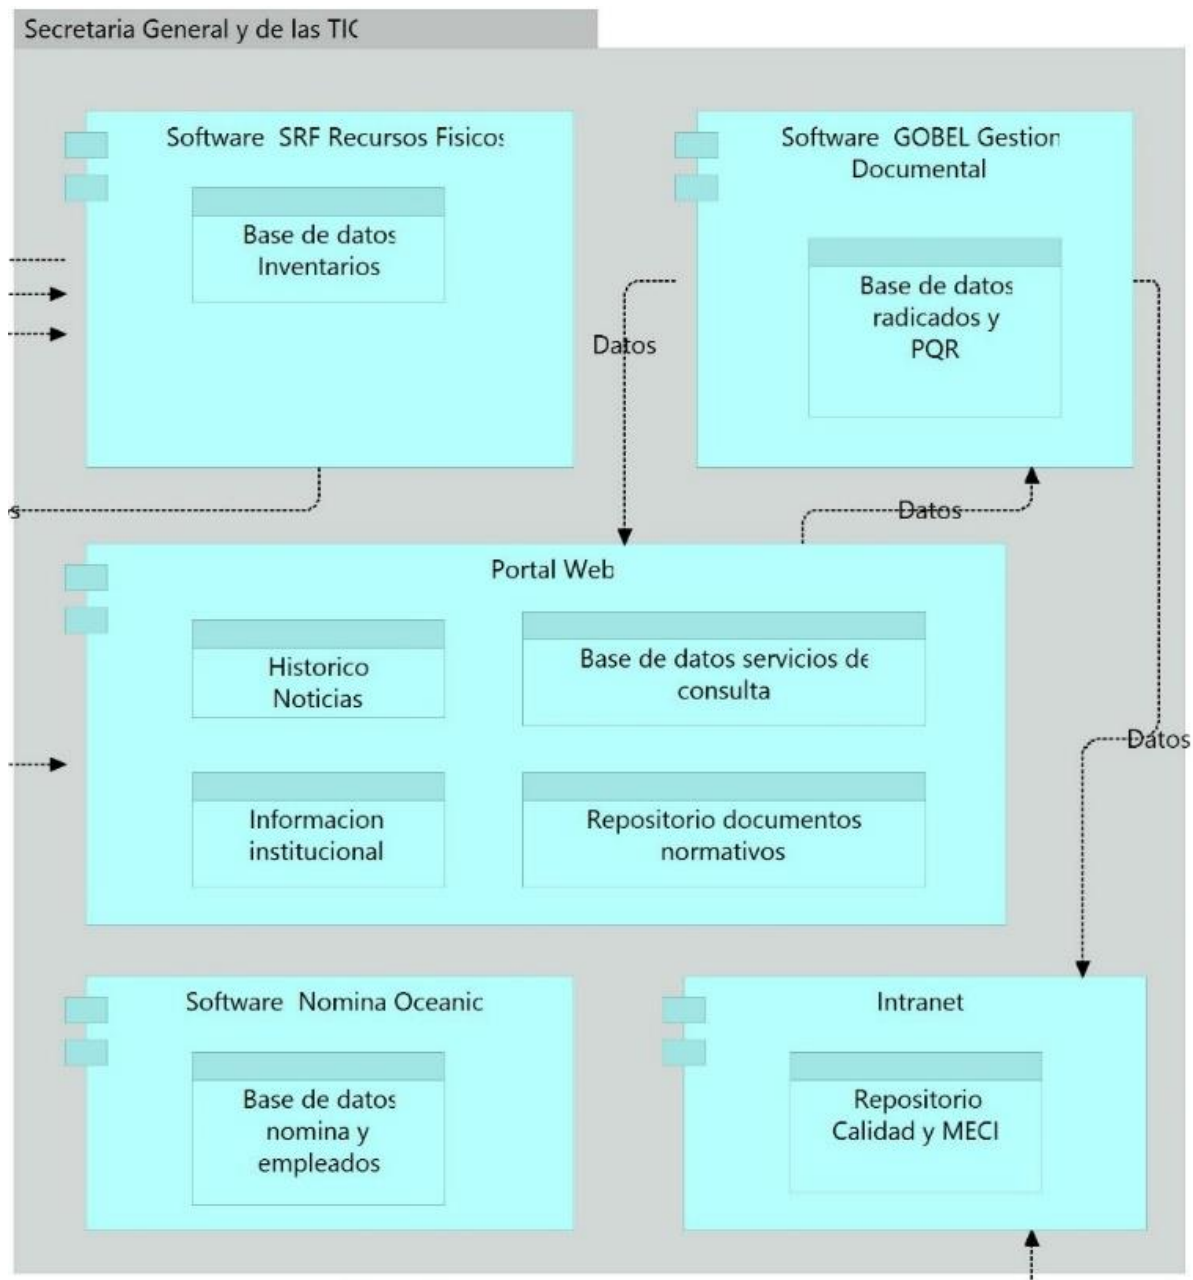 Secretaria General y de las TIC
Software SRF Recursos Fisicos
Base de datos
Inventarios
Software GOBEL Gestion
Documental
Base de datos
radicados y
PQR
Datos
s
Datos
Portal Web
Historico
Noticias
Base de datos servicios de
consulta
Datos
Informacion
institucional
Repositorio documentos
normativos
Software Nomina Oceanic
Base de datos
nomina y
empleados
Intranet
Repositorio
Calidad y MECI